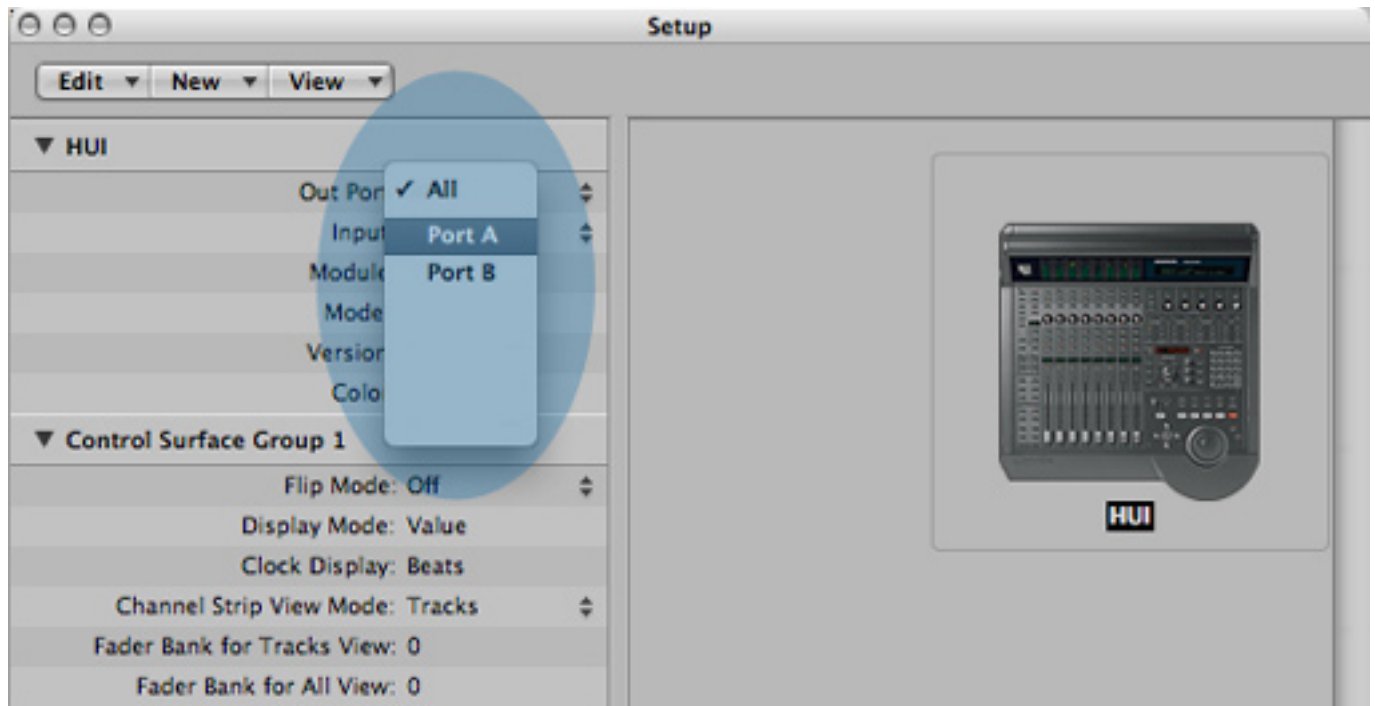 Setup
Edit New View
HUI
Out Por ✓ All
Input Port A
Module Port B
Mode
Version
Colo
Control Surface Group 1
Flip Mode: Off
Display Mode: Value
Clock Display: Beats
Channel Strip View Mode: Tracks
Fader Bank for Tracks View: 0
Fader Bank for All View: 0
HUI